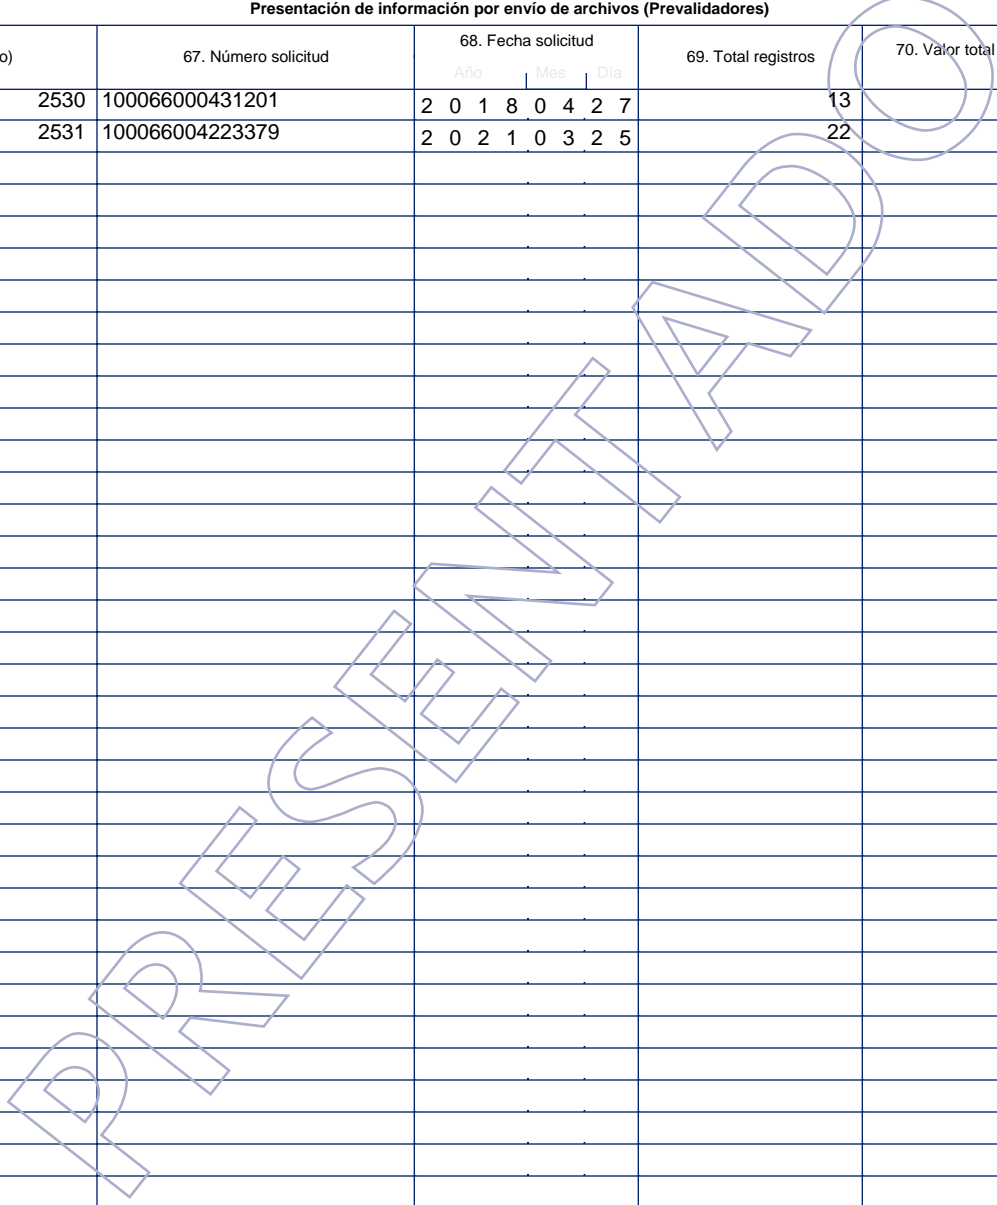 Presentación de información por envío de archivos (Prevalidadores)
o) 67. Número solicitud 68. Fecha solicitud 69. Total registros 70. Valor total
Año Mes Día
2530 100066000431201 2 0 1 8 0 4 2 7 13
2531 100066004223379 2 0 2 1 0 3 2 5 22
PRESENTADO